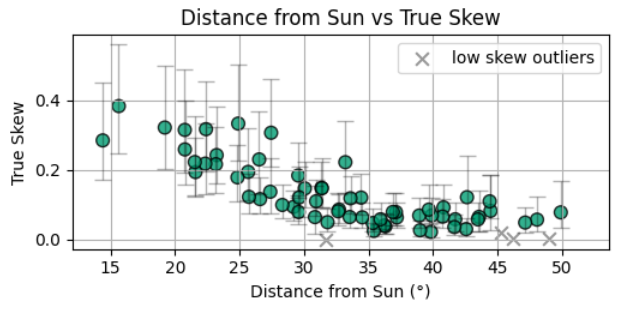 Distance from Sun vs True Skew
low skew outliers
True Skew
0.4
0.2
0.0
15 20 25 30 35 40 45 50
Distance from Sun (°)